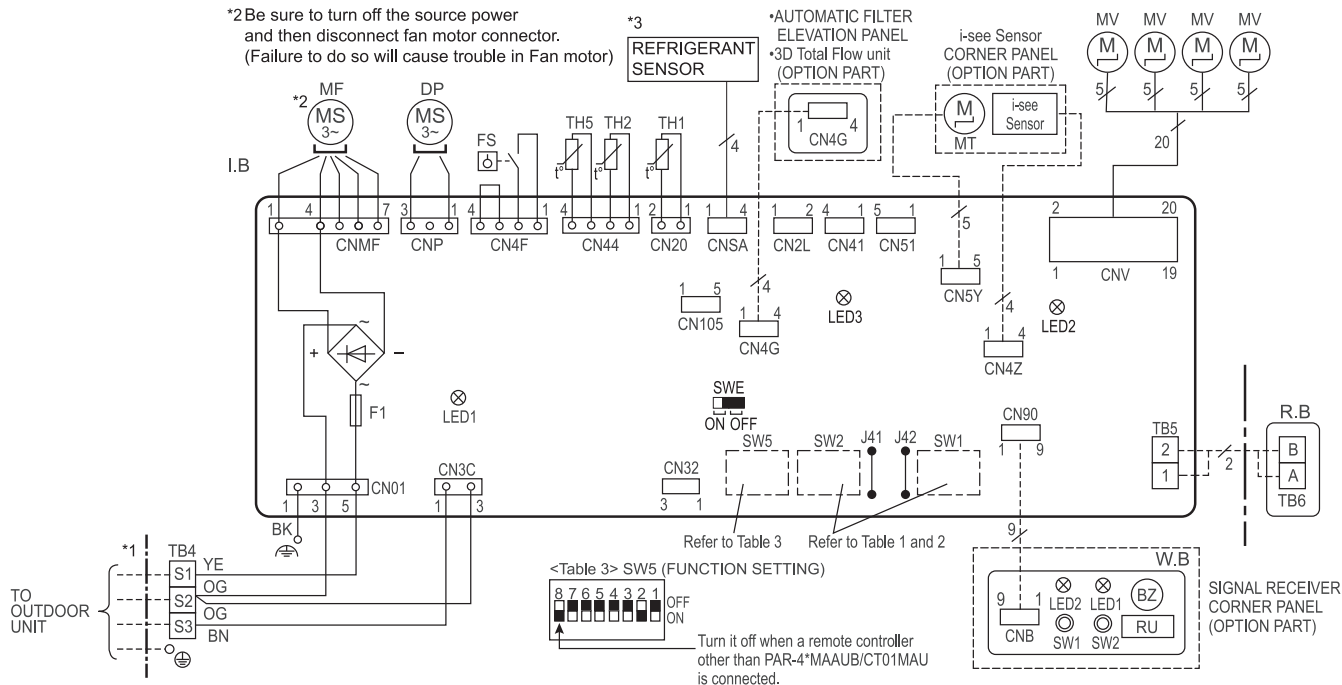 *2 Be sure to turn off the source power
and then disconnect fan motor connector.
(Failure to do so will cause trouble in Fan motor)
*3
REFRIGERANT
SENSOR
•AUTOMATIC FILTER
ELEVATION PANEL
•3D Total Flow unit
(OPTION PART)
1 4
CN4G
i-see Sensor
CORNER PANEL
(OPTION PART)
M
MT
i-see
Sensor
MV MV MV MV
M M M M
5 5 5 5
20
*2
MF
MS
3~
DP
MS
3~
FS
TH5 TH2 TH1
t° t° t°
4
I.B
1 4 7
CNMF
3 1
CNP
4 1
CN4F
4 1
CN44
2 1
CN20
1 4
CNSA
1 2
CN2L
4 1
CN41
5 1
CN51
5
1 5
CN5Y
2 20
1 19
CNV
1 5
CN105
4
1 4
CN4G
LED3
4
1 4
CN4Z
LED2
~
+ −
~
F1
LED1
SWE
ON OFF
SW5 SW2 J41 J42 SW1
CN90
1 9
TB5
2
1
2
R.B
B
A
TB6
CN01
1 3 5
CN3C
1 3
CN32
3 1
BK
Refer to Table 3
Refer to Table 1 and 2
9
*1
TO
OUTDOOR
UNIT
TB4
S1
S2
S3
YE
OG
OG
BN
<Table 3> SW5 (FUNCTION SETTING)
8 7 6 5 4 3 2 1
OFF
ON
Turn it off when a remote controller
other than PAR-4*MAAUB/CT01MAU
is connected.
W.B
9 1
CNB
LED2 LED1
SW1 SW2
BZ
RU
SIGNAL RECEIVER
CORNER PANEL
(OPTION PART)